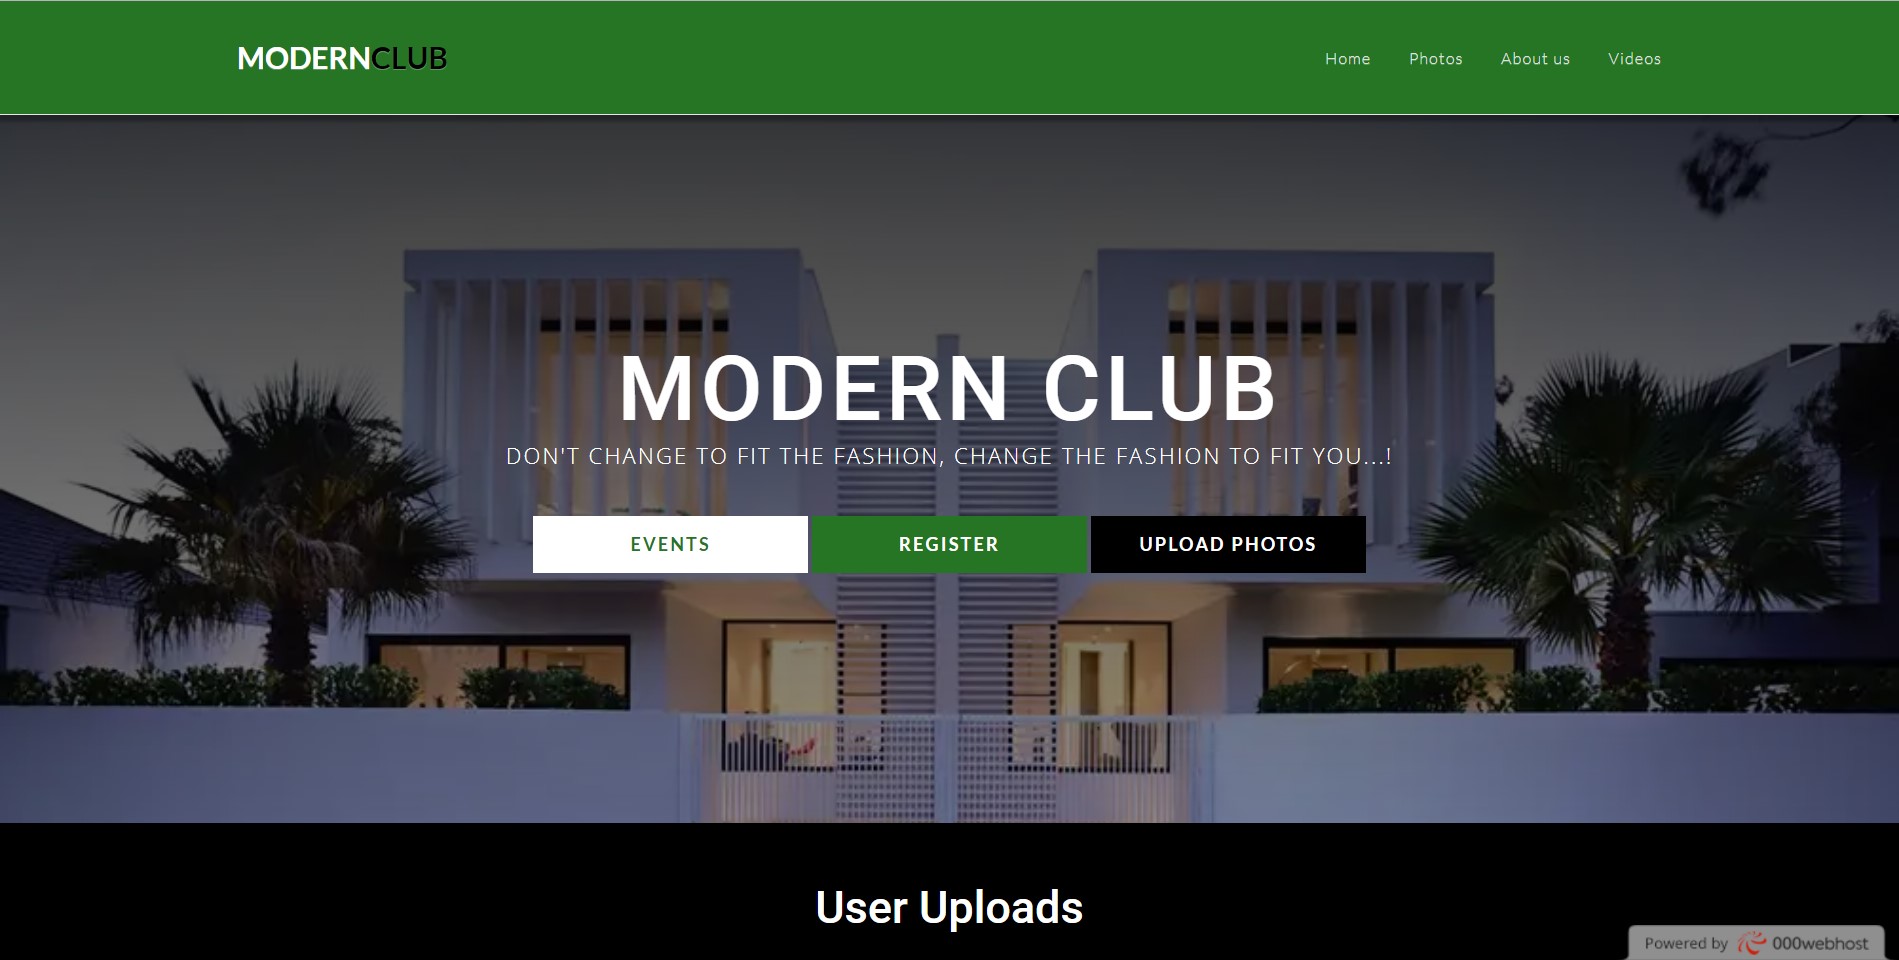 MODERNCLUB
Home Photos About us Videos
MODERN CLUB
DON'T CHANGE TO FIT THE FASHION, CHANGE THE FASHION TO FIT YOU...!
EVENTS REGISTER UPLOAD PHOTOS
User Uploads
Powered by 000webhost